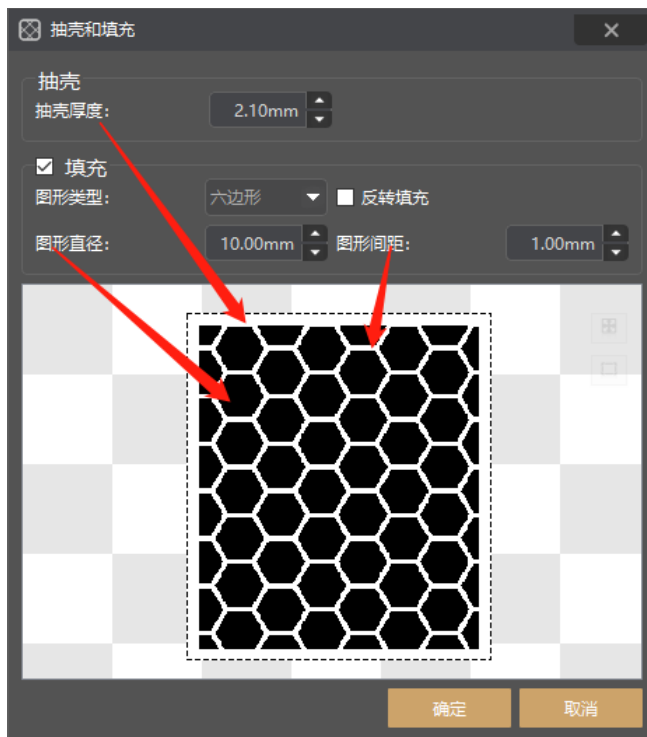 抽壳和填充
抽壳
抽壳厚度: 2.10mm
填充
图形类型: 六边形 反转填充
图形直径: 10.00mm 图形间距: 1.00mm
确定 取消